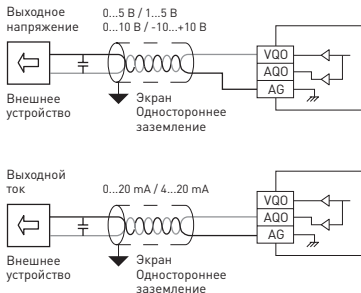 Выходное
напряжение
0...5 В / 1...5 В
0...10 В / -10...+10 В
VQO
AQO
AG
Внешнее
устройство
Экран
Одностороннее
заземление
Выходной
ток
0...20 mA / 4...20 mA
VQO
AQO
AG
Внешнее
устройство
Экран
Одностороннее
заземление